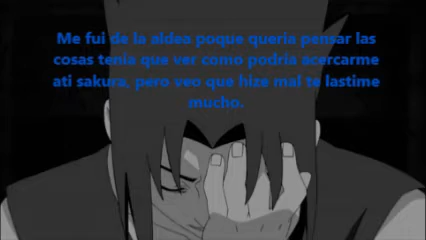 Me fui de la aldea poque queria pensar las
cosas tenia que ver como podria acercarme
ati sakura, pero veo que hize mal te lastime
mucho.